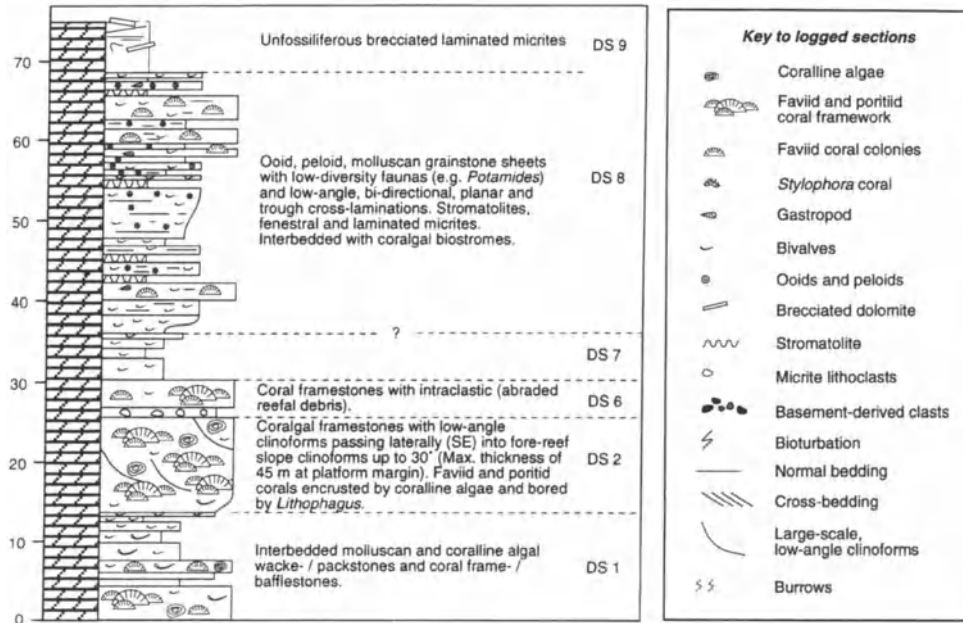 70
60
50
40
30
20
10
0
Unfossiliferous brecciated laminated micrites
DS 9
Ooid, peloid, molluscan grainstone sheets
with low-diversity faunas (e.g. Potamides)
and low-angle, bi-directional, planar and
trough cross-laminations. Stromatolites,
fenestral and laminated micrites.
Interbedded with coralgal biostromes.
DS 8
?
DS 7
Coral framestones with intraclastic (abraded
reefal debris).
DS 6
Coralgal framestones with low-angle
clinoforms passing laterally (SE) into fore-reef
slope clinoforms up to 30˚ (Max. thickness of
45 m at platform margin). Faviid and poritid
corals encrusted by coralline algae and bored
by Lithophagus.
DS 2
Interbedded molluscan and coralline algal
wacke- / packstones and coral frame- /
bafflestones.
DS 1
Key to logged sections
Coralline algae
Faviid and poritiid
coral framework
Faviid coral colonies
Stylophora coral
Gastropod
Bivalves
Ooids and peloids
Brecciated dolomite
Stromatolite
Micrite lithoclasts
Basement-derived clasts
Bioturbation
Normal bedding
Cross-bedding
Large-scale,
low-angle clinoforms
Burrows